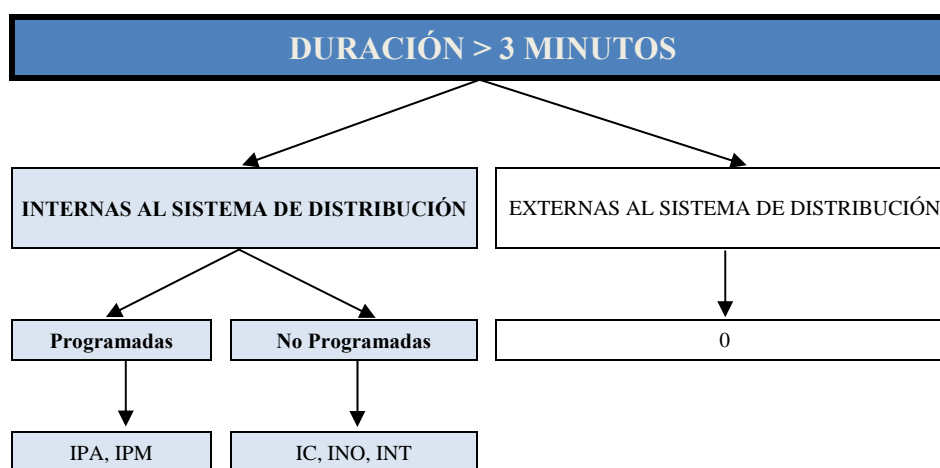 DURACIÓN > 3 MINUTOS
INTERNAS AL SISTEMA DE DISTRIBUCIÓN
EXTERNAS AL SISTEMA DE DISTRIBUCIÓN
Programadas
No Programadas
0
IPA, IPM
IC, INO, INT